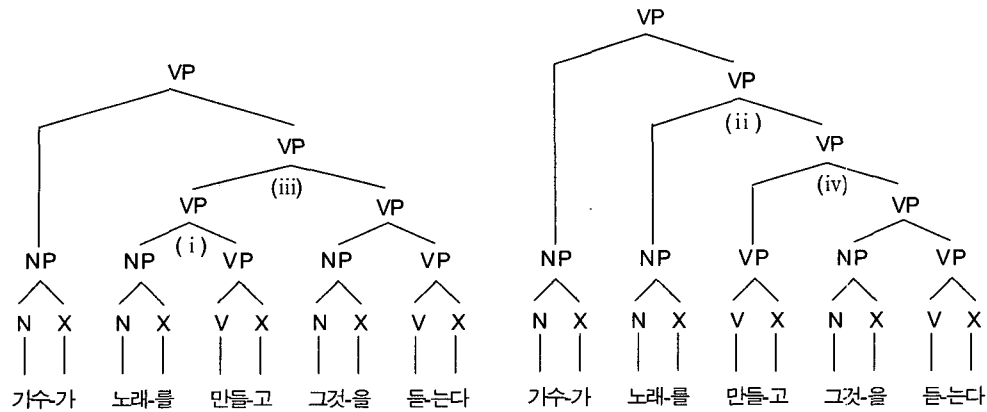 VP
VP
VP
VP
(ii)
VP
VP
(iii)
(iv)
VP
VP
VP
(i)
NP NP VP NP VP
NP NP VP NP VP
N X N X V X N X V X
N X N X V X N X V X
가수-가 노래-를 만들-고 그것-을 듣-는다
가수-가 노래-를 만들-고 그것-을 듣-는다